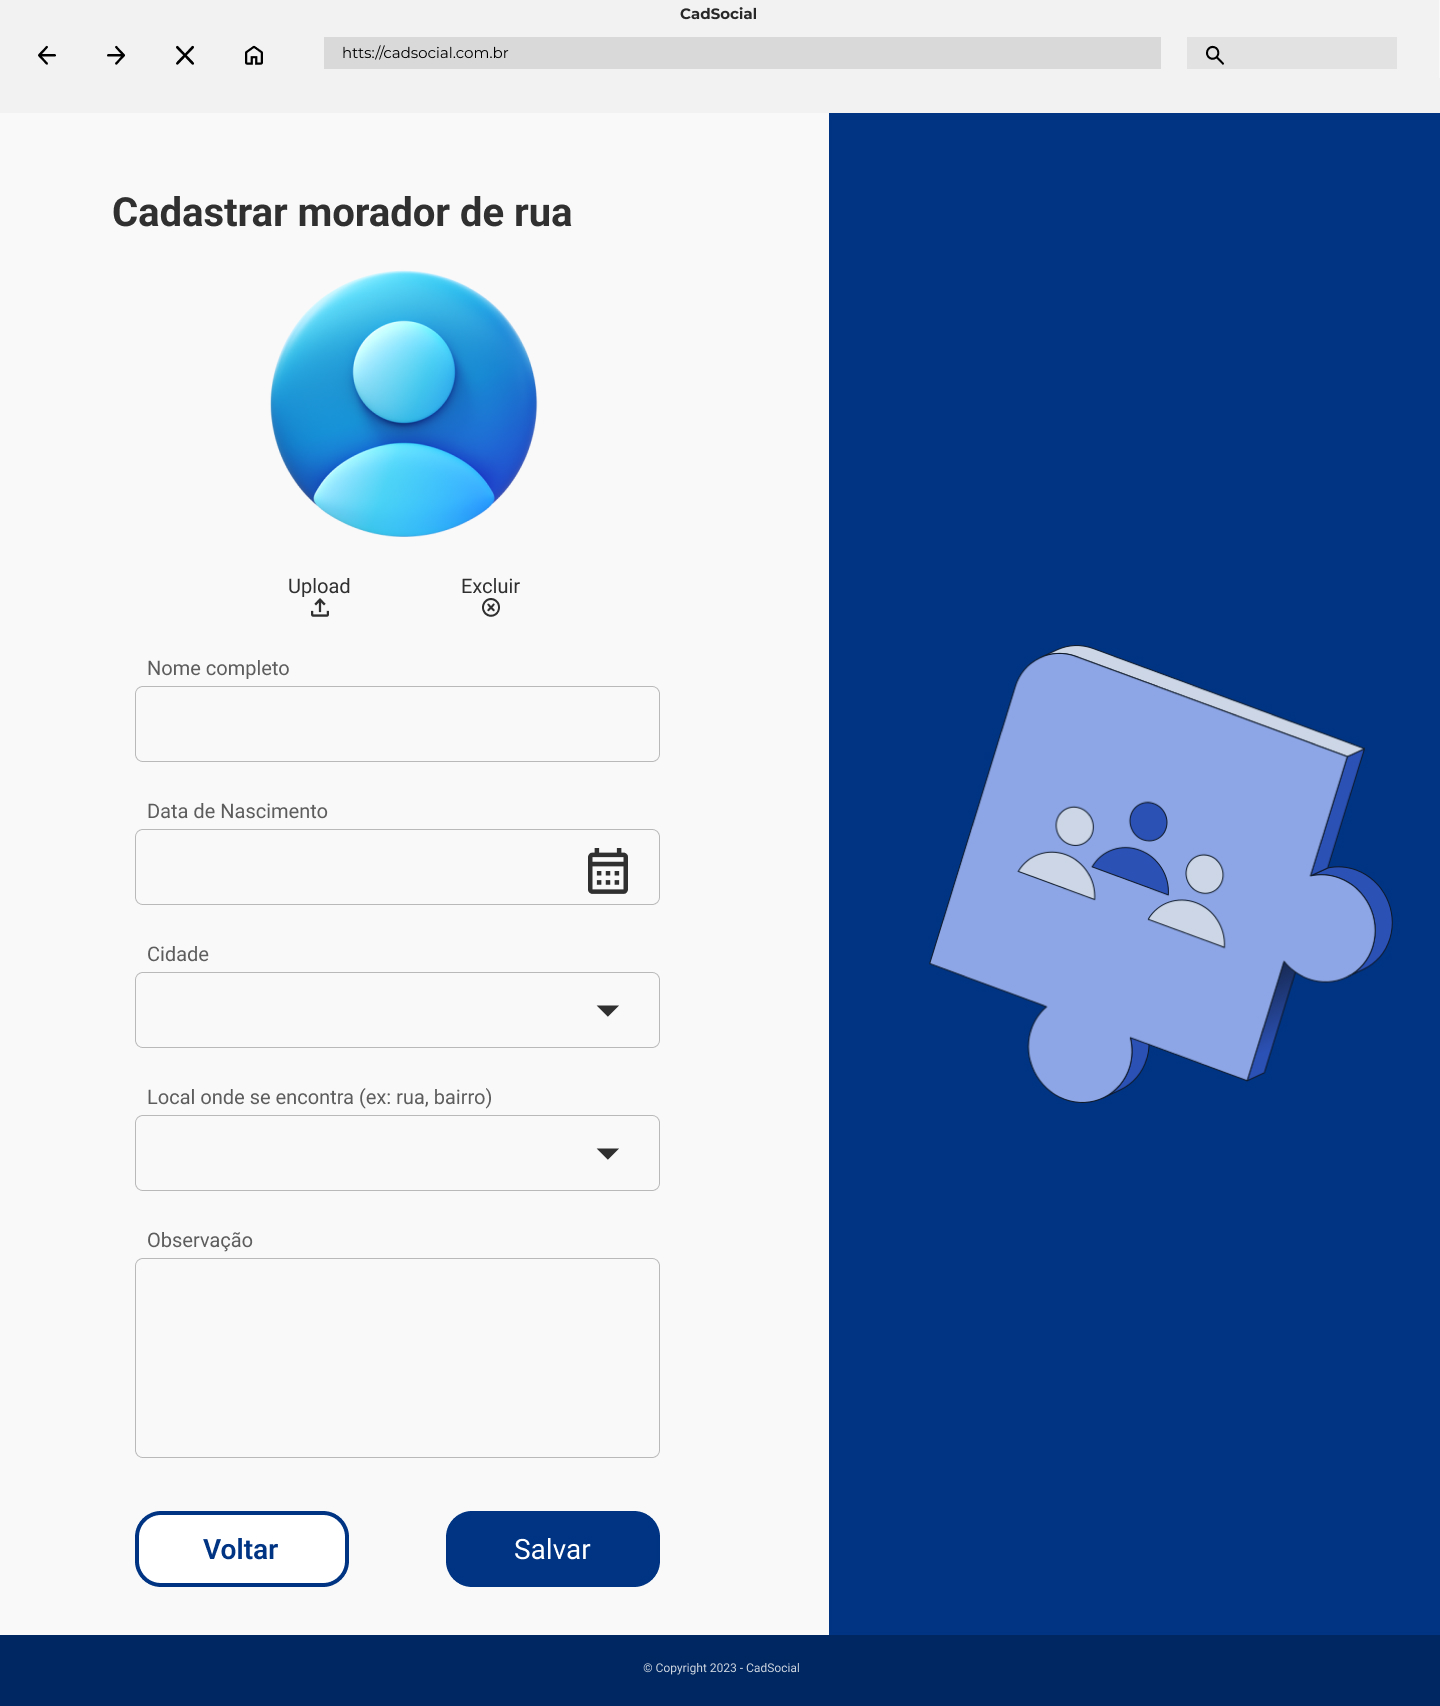 CadSocial
htts://cadsocial.com.br
Cadastrar morador de rua
Upload
Excluir
Nome completo
Data de Nascimento
Cidade
Local onde se encontra (ex: rua, bairro)
Observação
Voltar
Salvar
© Copyright 2023 - CadSocial